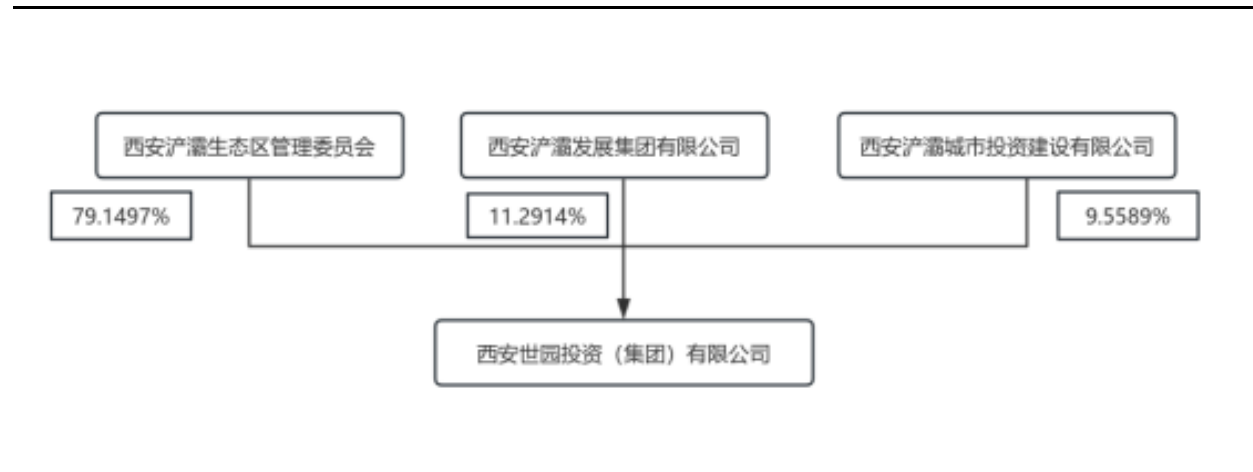 西安浐灞生态区管理委员会
西安浐灞发展集团有限公司
西安浐灞城市投资建设有限公司
79.1497%
11.2914%
9.5589%
西安世园投资（集团）有限公司